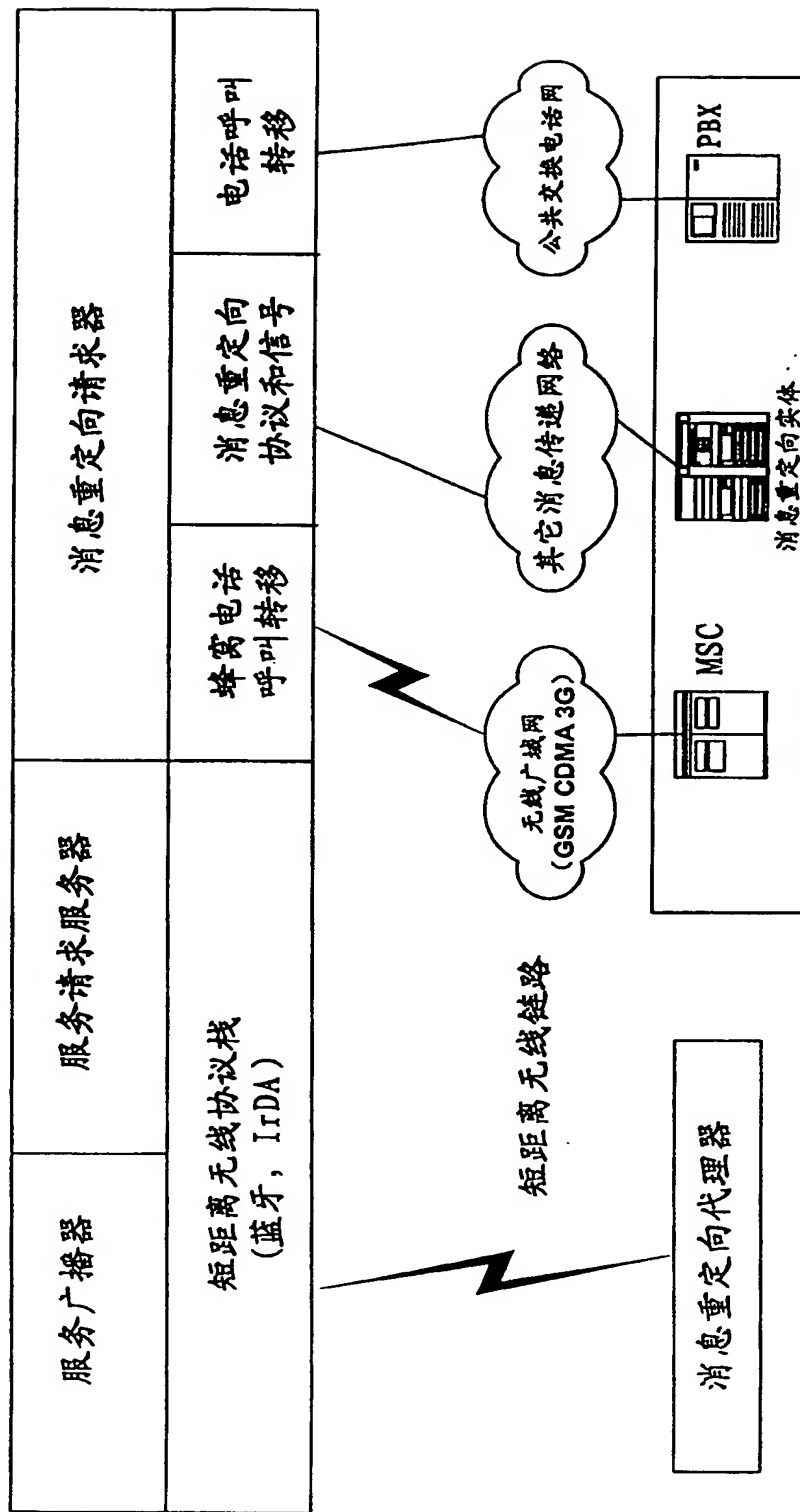 服务广播器
服务请求服务器
消息重定向请求器
短距离无线协议栈
(蓝牙, IrDA)
蜂窝电话
呼叫转移
消息重定向
协议和信号
电话呼叫
转移
短距离无线链路
无线广域网
(GSM CDMA 3G)
其它消息传递网络
公共交换电话网
消息重定向代理器
MSC
消息重定向实体
PBX